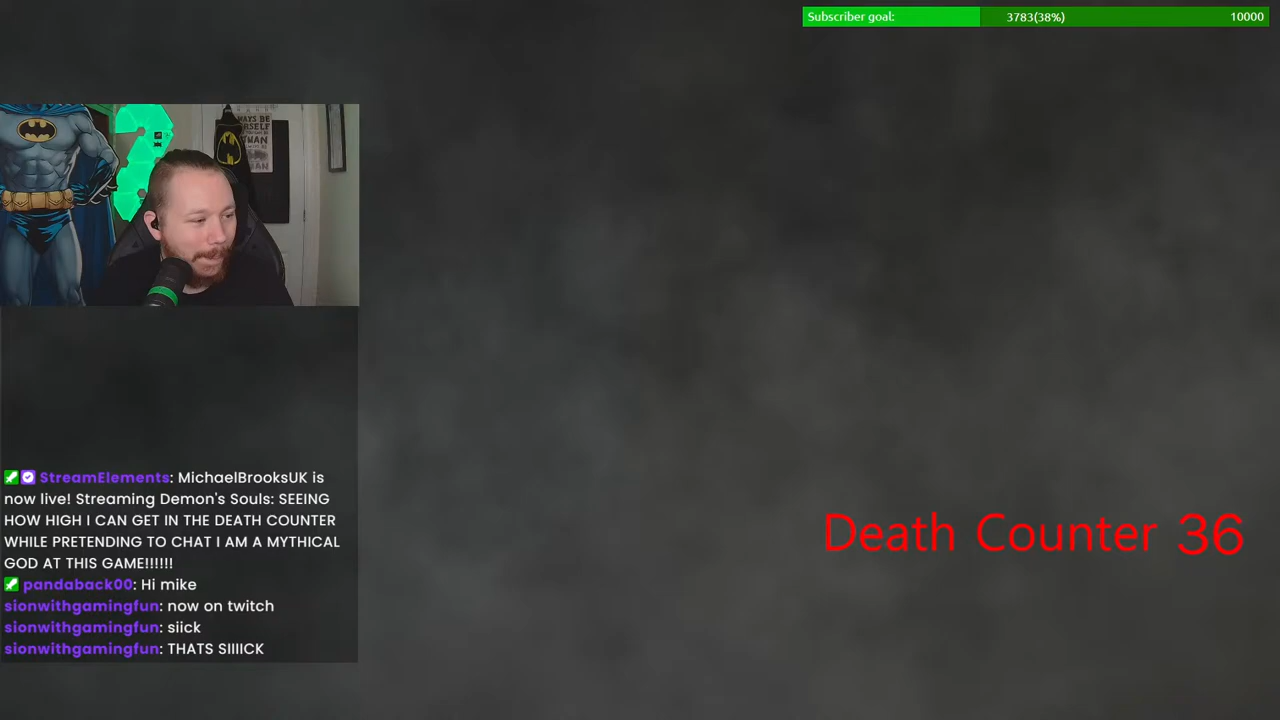 Subscriber goal: 3783(38%) 10000
StreamElements: MichaelBrooksUK is
now live! Streaming Demon's Souls: SEEING
HOW HIGH I CAN GET IN THE DEATH COUNTER
WHILE PRETENDING TO CHAT I AM A MYTHICAL
GOD AT THIS GAME!!!!!!
pandaback00: Hi mike
sionwithgamingfun: now on twitch
sionwithgamingfun: siick
sionwithgamingfun: THATS SIIIICK
Death Counter 36